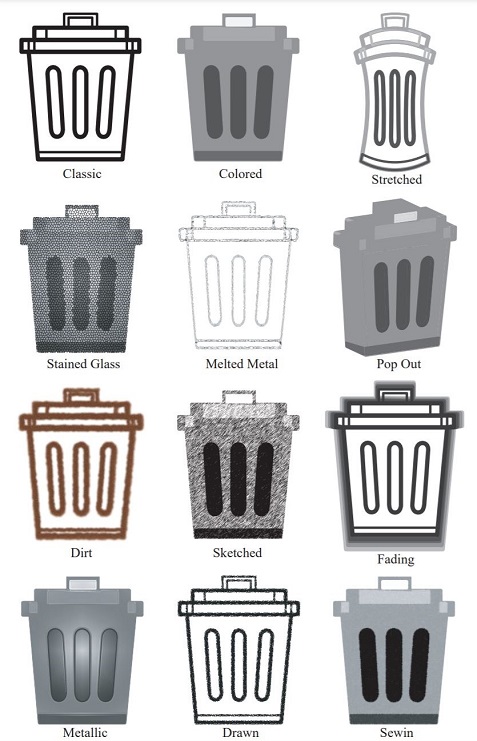 Classic
Colored
Stretched
Stained Glass
Melted Metal
Pop Out
Dirt
Sketched
Fading
Metallic
Drawn
Sewin